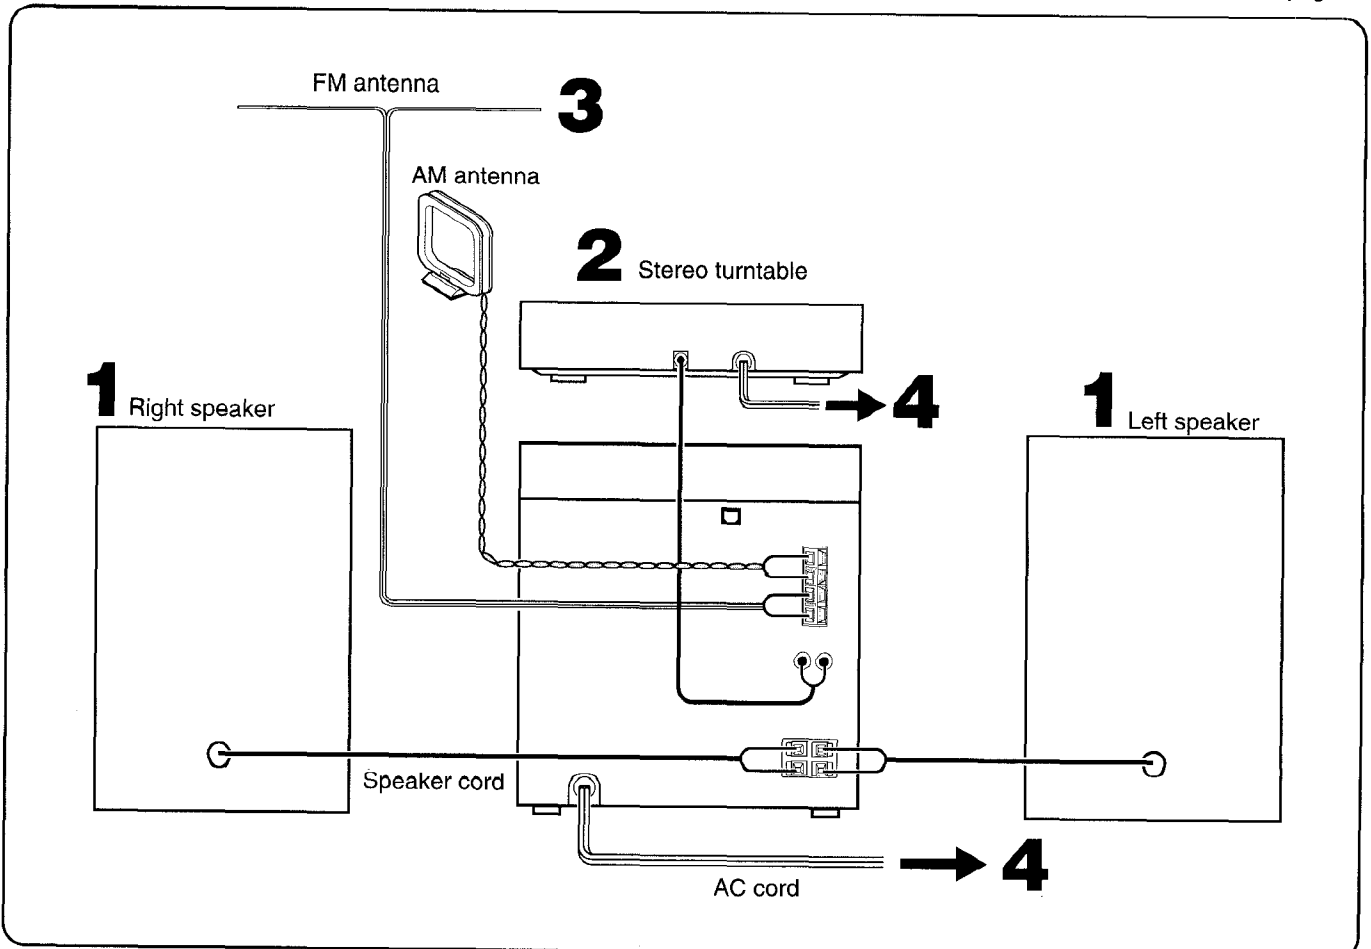 FM antenna
3
AM antenna
2 Stereo turntable
4
1 Right speaker
1 Left speaker
Speaker cord
4
AC cord